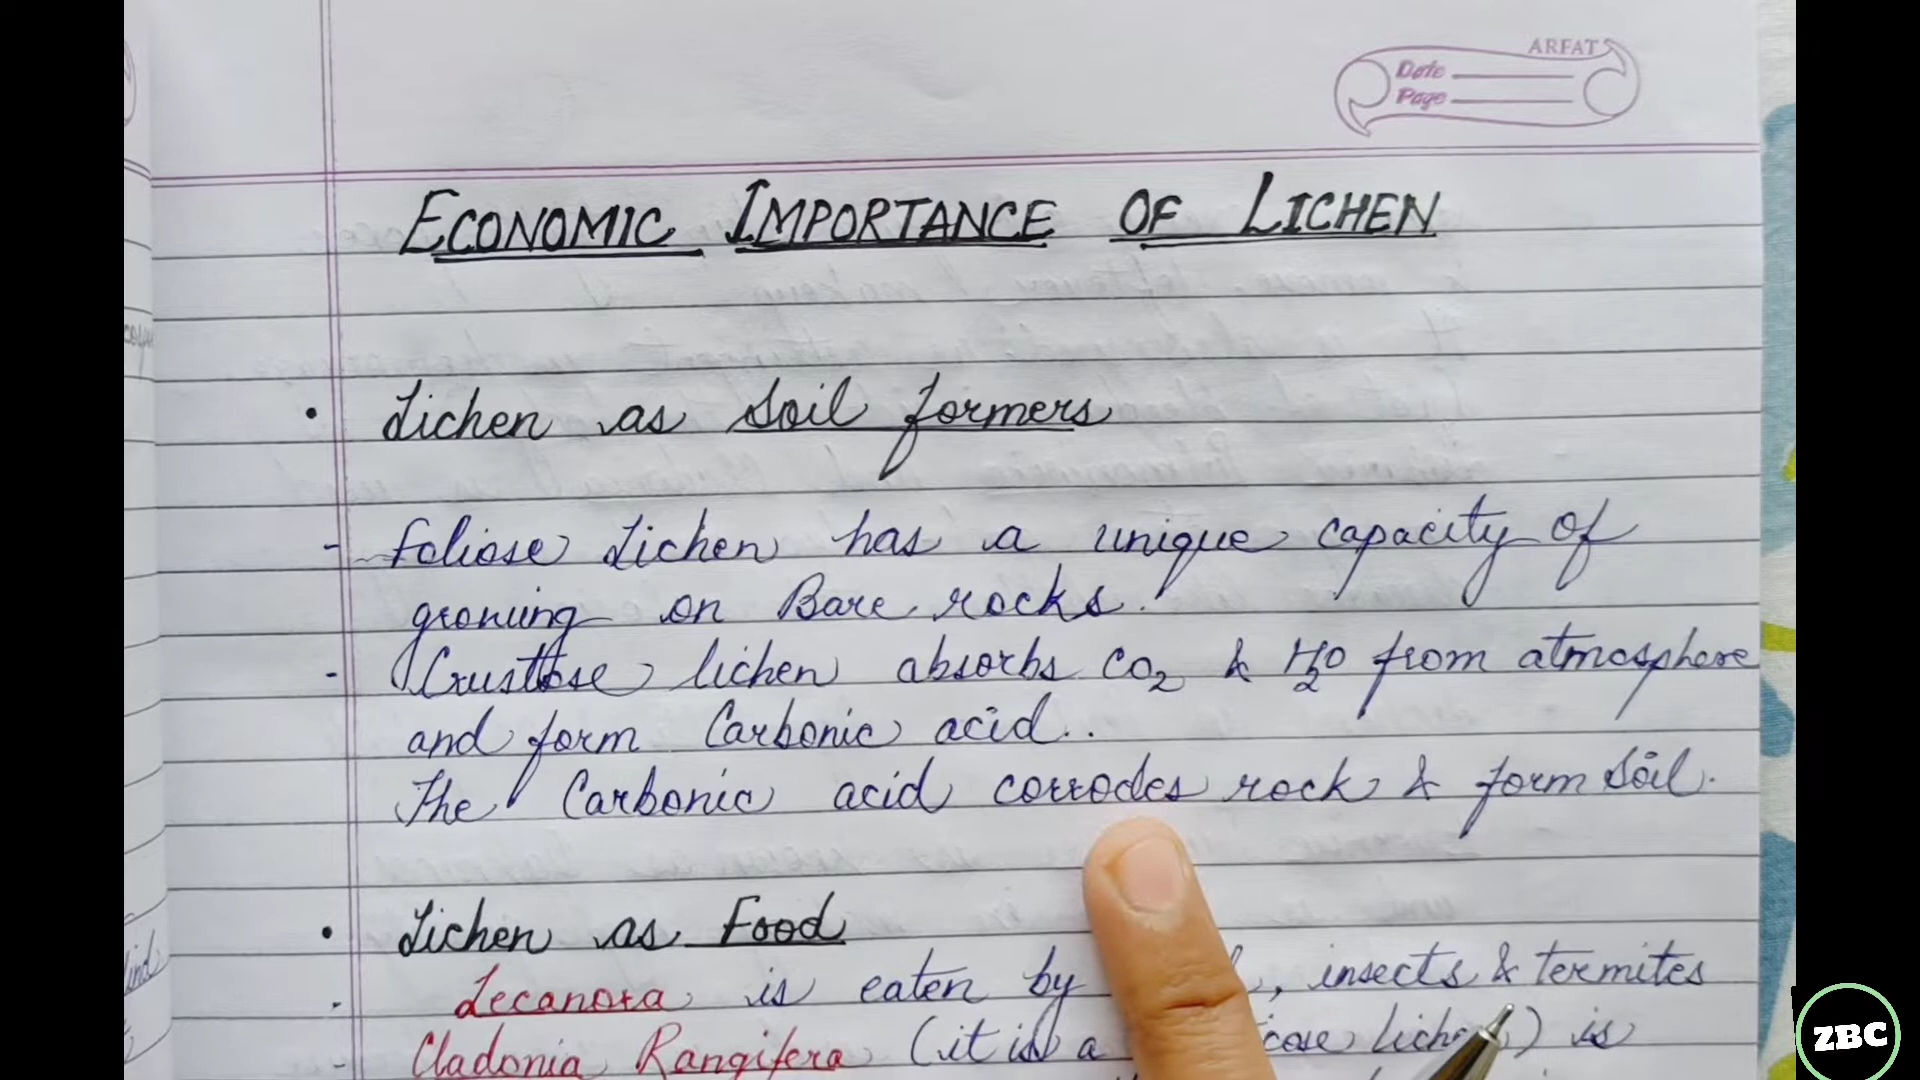 ARFAT
Date
Page
ECONOMIC IMPORTANCE OF LICHEN
• Lichen as Soil formers
- foliose Lichen has a unique capacity of
growing on Bare rocks.
- Crustose lichen absorbs CO2 & H2O from atmosphere
and form Carbonic acid..
The Carbonic acid corrodes rock & form Soil.
• Lichen as Food
- Lecanora is eaten by , insects & termites
- Cladonia Rangifera (it is a ) is
ZBC